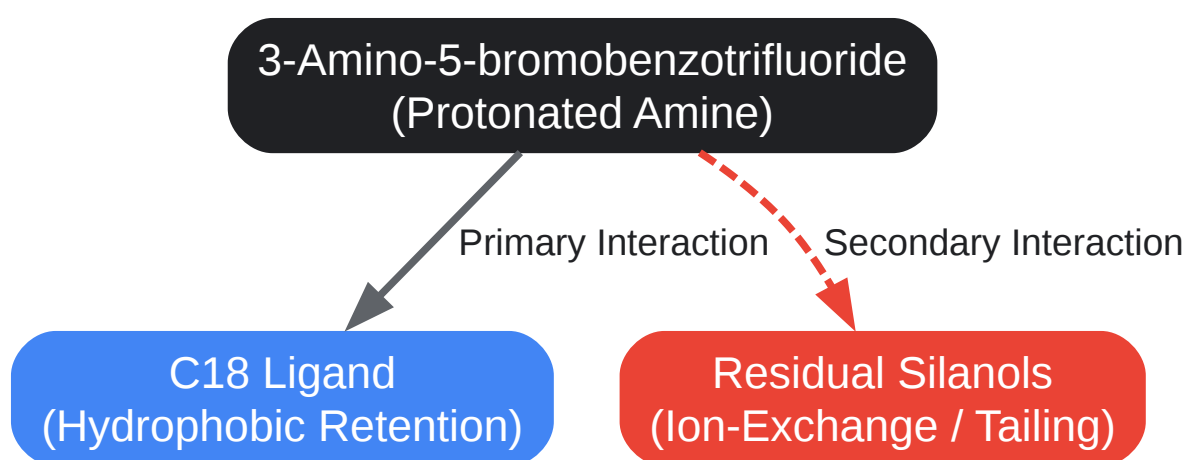 3-Amino-5-bromobenzotrifluoride
(Protonated Amine)
Primary Interaction
Secondary Interaction
C18 Ligand
(Hydrophobic Retention)
Residual Silanols
(Ion-Exchange / Tailing)